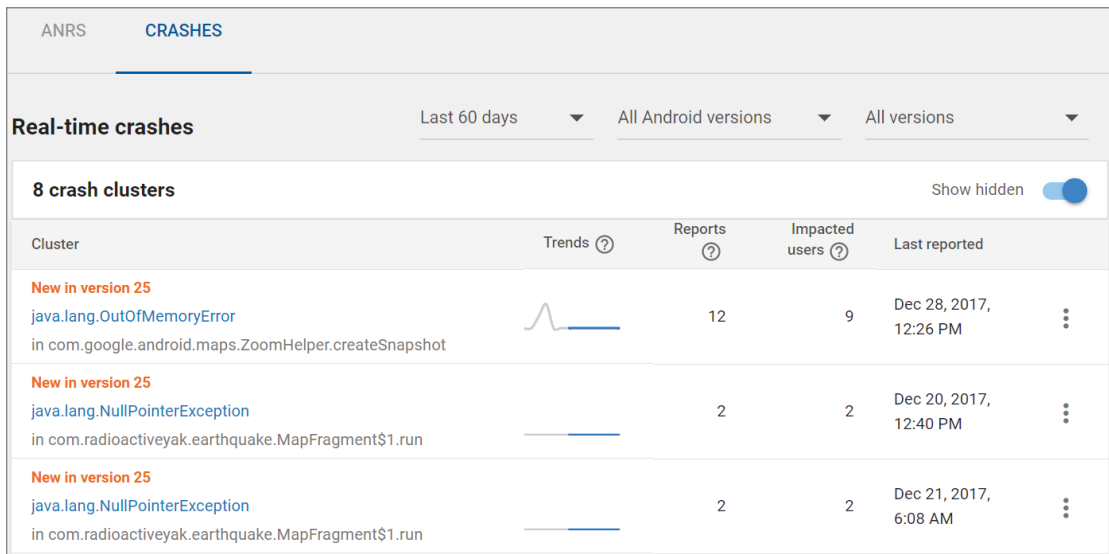 ANRS CRASHES
Real-time crashes Last 60 days All Android versions All versions
8 crash clusters Show hidden
Cluster Trends ? Reports ? Impacted users ? Last reported
New in version 25
java.lang.OutOfMemoryError
in com.google.android.maps.ZoomHelper.createSnapshot
12 9 Dec 28, 2017,
12:26 PM
New in version 25
java.lang.NullPointerException
in com.radioactiveyak.earthquake.MapFragment$1.run
2 2 Dec 20, 2017,
12:40 PM
New in version 25
java.lang.NullPointerException
in com.radioactiveyak.earthquake.MapFragment$1.run
2 2 Dec 21, 2017,
6:08 AM